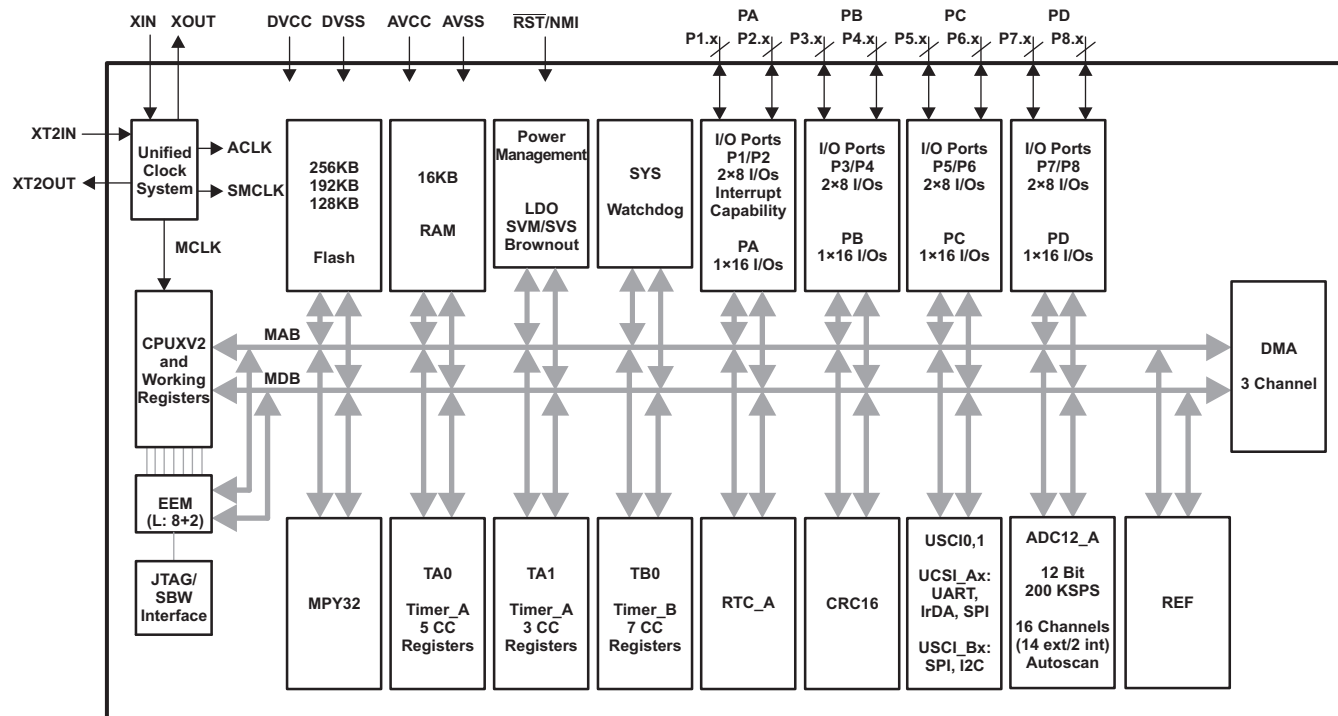 XIN XOUT DVCC DVSS AVCC AVSS RST/NMI
PA PB PC PD
P1.x P2.x P3.x P4.x P5.x P6.x P7.x P8.x
XT2IN
XT2OUT
Unified
Clock
System
ACLK
SMCLK
MCLK
256KB
192KB
128KB
Flash
16KB
RAM
Power
Management
LDO
SVM/SVS
Brownout
SYS
Watchdog
I/O Ports
P1/P2
2×8 I/Os
Interrupt
Capability
PA
1×16 I/Os
I/O Ports
P3/P4
2×8 I/Os
PB
1×16 I/Os
I/O Ports
P5/P6
2×8 I/Os
PC
1×16 I/Os
I/O Ports
P7/P8
2×8 I/Os
PD
1×16 I/Os
CPUXV2
and
Working
Registers
MAB
MDB
DMA
3 Channel
EEM
(L: 8+2)
JTAG/
SBW
Interface
MPY32
TA0
Timer_A
5 CC
Registers
TA1
Timer_A
3 CC
Registers
TB0
Timer_B
7 CC
Registers
RTC_A
CRC16
USCI0,1
UCSI_Ax:
UART,
IrDA, SPI
USCI_Bx:
SPI, I2C
ADC12_A
12 Bit
200 KSPS
16 Channels
(14 ext/2 int)
Autoscan
REF